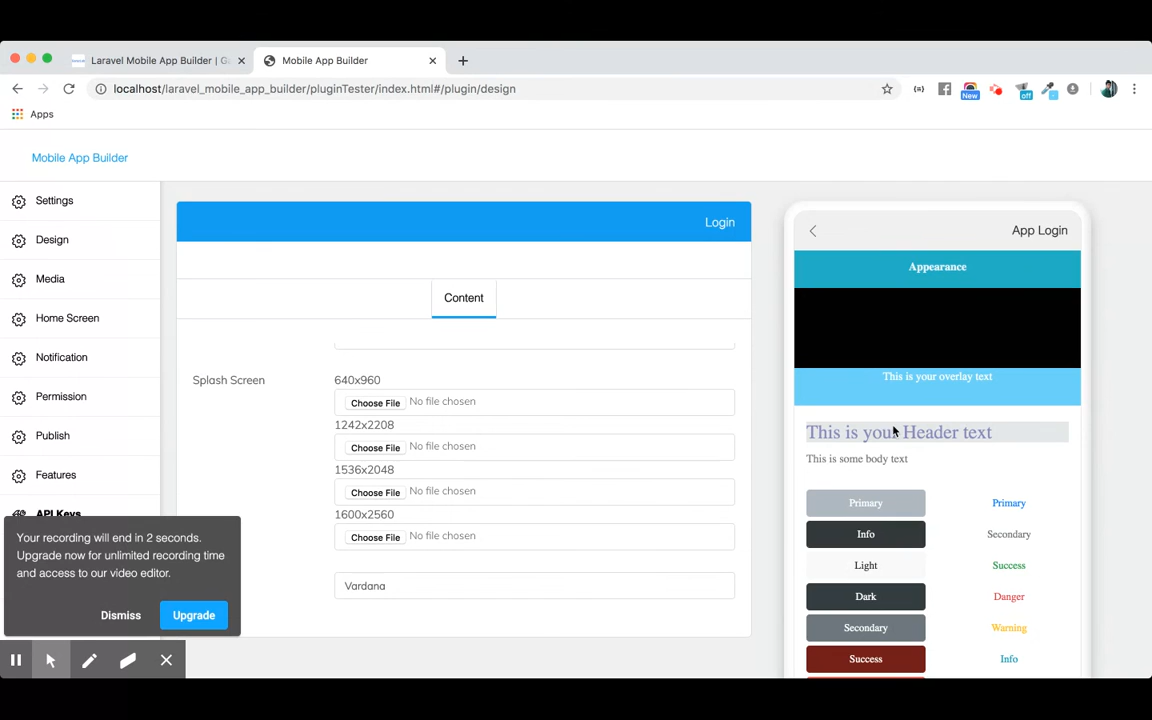 Laravel Mobile App Builder | G
Mobile App Builder
localhost/laravel_mobile_app_builder/pluginTester/index.html#/plugin/design
New
off
Apps
Mobile App Builder
Settings
Design
Media
Home Screen
Notification
Permission
Publish
Features
API Keys
Login
Content
Splash Screen
640x960
Choose File No file chosen
1242x2208
Choose File No file chosen
1536x2048
Choose File No file chosen
1600x2560
Choose File No file chosen
Vardana
App Login
Appearance
This is your overlay text
This is your Header text
This is some body text
Primary Primary
Info Secondary
Light Success
Dark Danger
Secondary Warning
Success Info
Your recording will end in 2 seconds.
Upgrade now for unlimited recording time
and access to our video editor.
Dismiss Upgrade